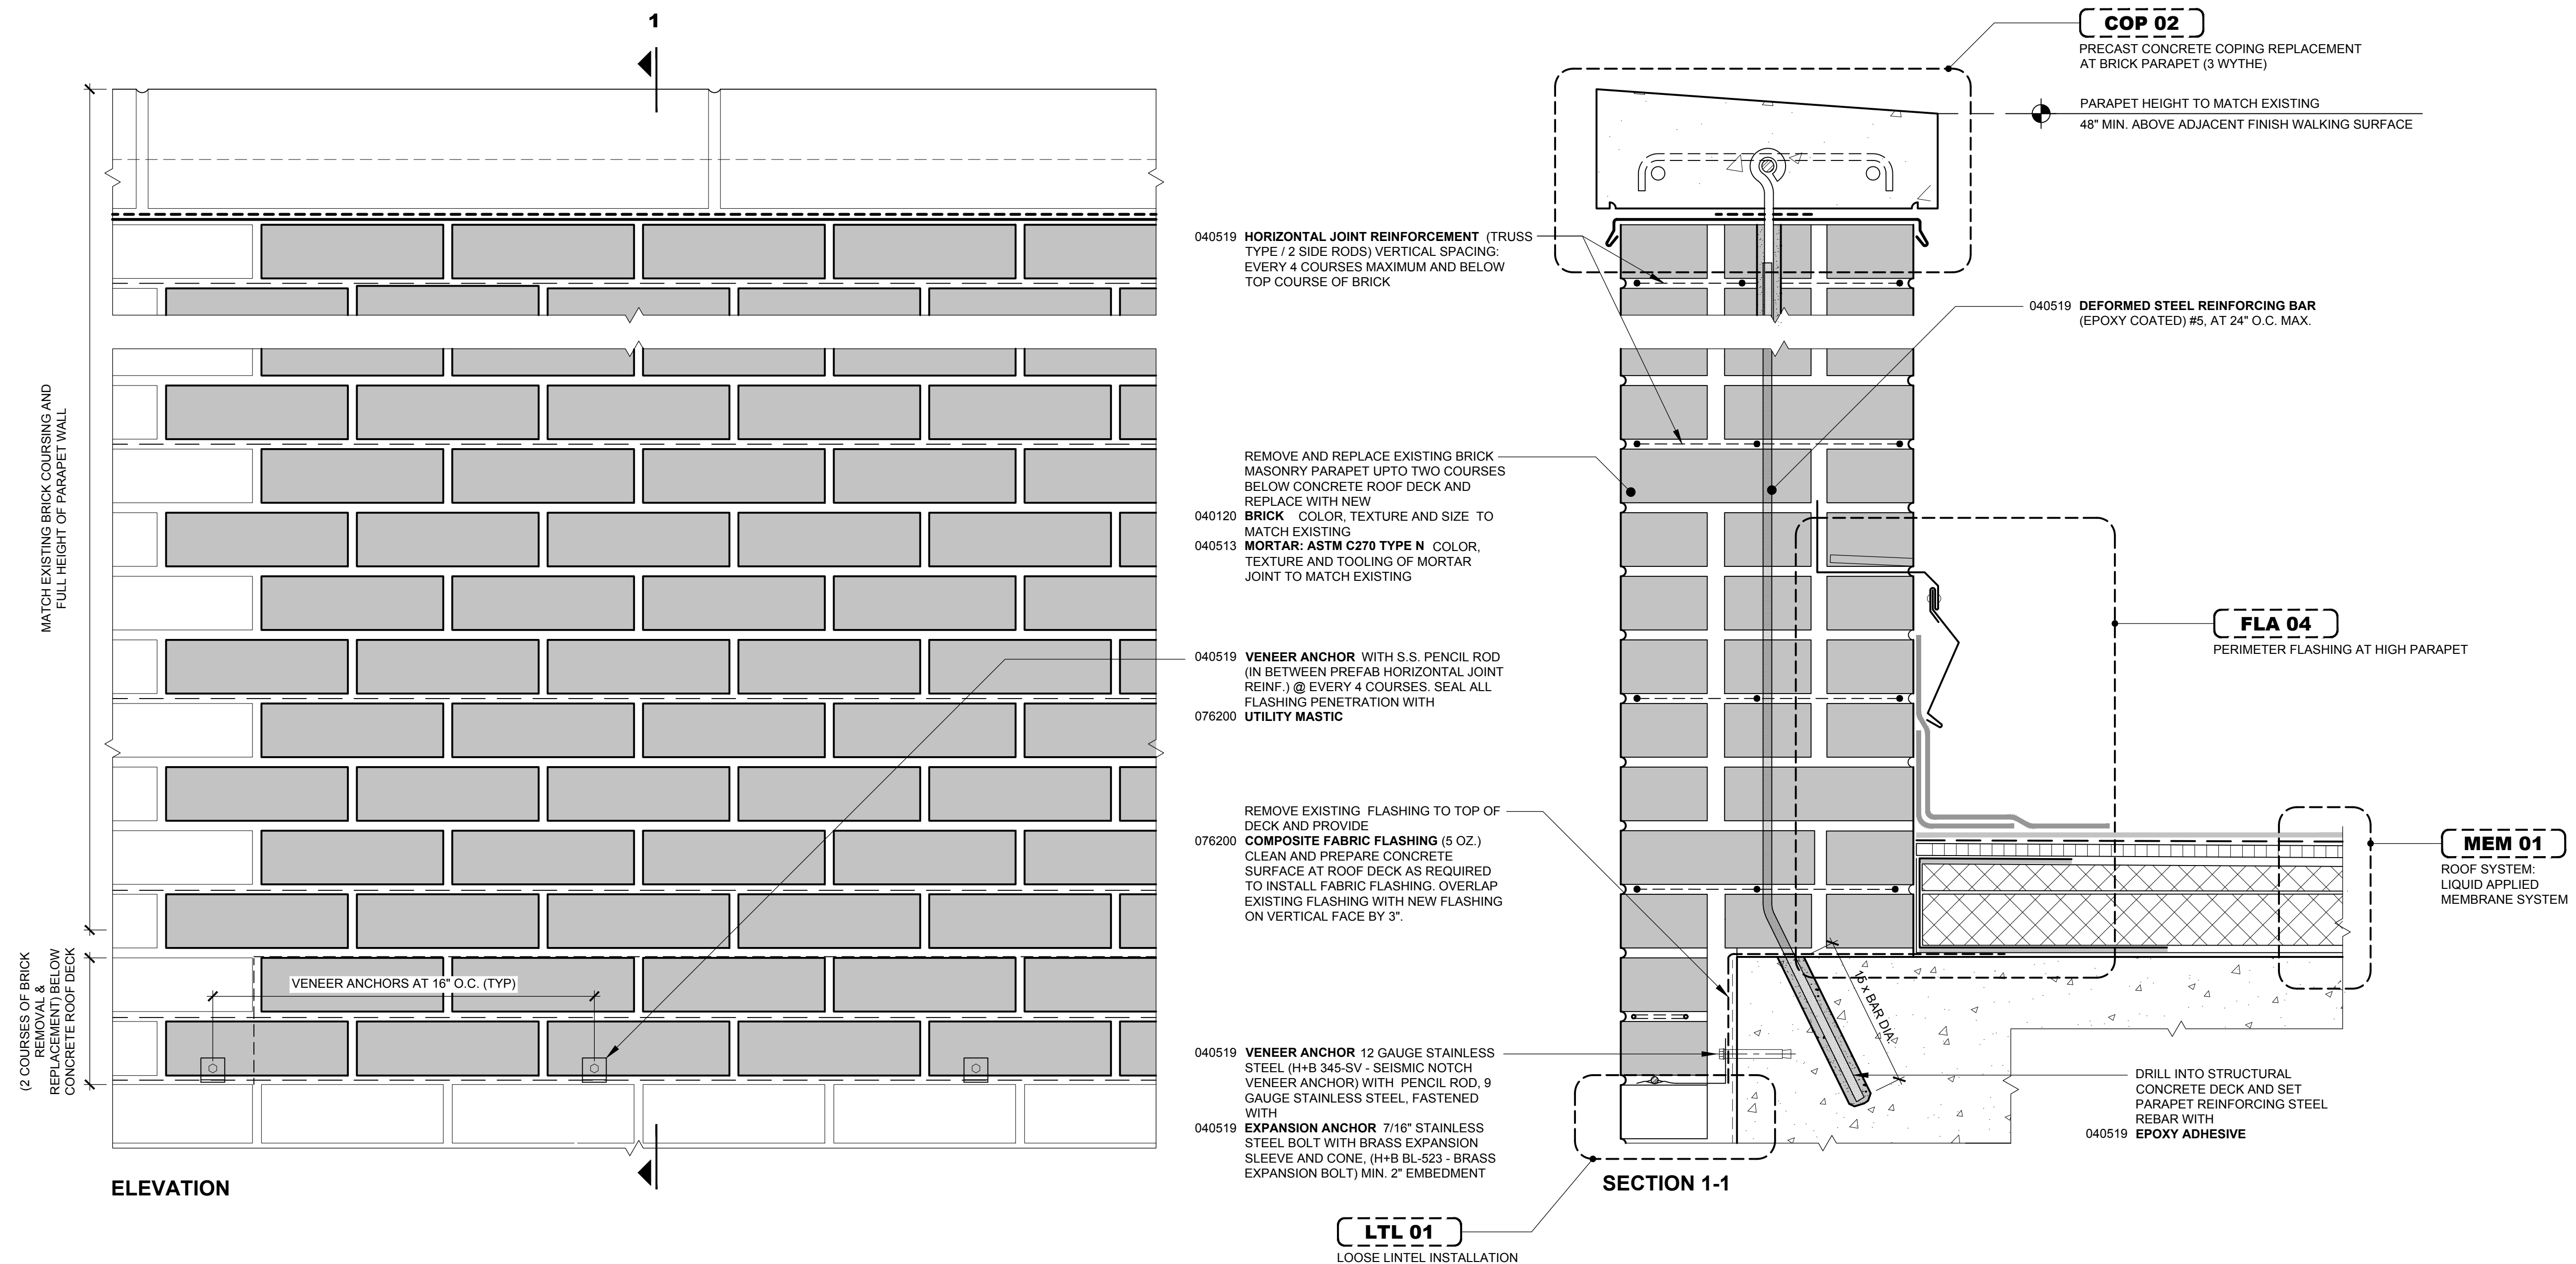 1
MATCH EXISTING BRICK COURSING AND
FULL HEIGHT OF PARAPET WALL
(2 COURSES OF BRICK
REMOVAL &
REPLACEMENT) BELOW
CONCRETE ROOF DECK
VENEER ANCHORS AT 16" O.C. (TYP)
1
ELEVATION
040519 HORIZONTAL JOINT REINFORCEMENT (TRUSS
TYPE / 2 SIDE RODS) VERTICAL SPACING:
EVERY 4 COURSES MAXIMUM AND BELOW
TOP COURSE OF BRICK
REMOVE AND REPLACE EXISTING BRICK
MASONRY PARAPET UPTO TWO COURSES
BELOW CONCRETE ROOF DECK AND
REPLACE WITH NEW
040120 BRICK COLOR, TEXTURE AND SIZE TO
MATCH EXISTING
040513 MORTAR: ASTM C270 TYPE N COLOR,
TEXTURE AND TOOLING OF MORTAR
JOINT TO MATCH EXISTING
040519 VENEER ANCHOR WITH S.S. PENCIL ROD
(IN BETWEEN PREFAB HORIZONTAL JOINT
REINF.) @ EVERY 4 COURSES. SEAL ALL
FLASHING PENETRATION WITH
076200 UTILITY MASTIC
REMOVE EXISTING FLASHING TO TOP OF
DECK AND PROVIDE
076200 COMPOSITE FABRIC FLASHING (5 OZ.)
CLEAN AND PREPARE CONCRETE
SURFACE AT ROOF DECK AS REQUIRED
TO INSTALL FABRIC FLASHING. OVERLAP
EXISTING FLASHING WITH NEW FLASHING
ON VERTICAL FACE BY 3".
040519 VENEER ANCHOR 12 GAUGE STAINLESS
STEEL (H+B 345-SV - SEISMIC NOTCH
VENEER ANCHOR) WITH PENCIL ROD, 9
GAUGE STAINLESS STEEL, FASTENED
WITH
040519 EXPANSION ANCHOR 7/16" STAINLESS
STEEL BOLT WITH BRASS EXPANSION
SLEEVE AND CONE, (H+B BL-523 - BRASS
EXPANSION BOLT) MIN. 2" EMBEDMENT
LTL 01
LOOSE LINTEL INSTALLATION
SECTION 1-1
COP 02
PRECAST CONCRETE COPING REPLACEMENT
AT BRICK PARAPET (3 WYTHE)
PARAPET HEIGHT TO MATCH EXISTING
48" MIN. ABOVE ADJACENT FINISH WALKING SURFACE
040519 DEFORMED STEEL REINFORCING BAR
(EPOXY COATED) #5, AT 24" O.C. MAX.
FLA 04
PERIMETER FLASHING AT HIGH PARAPET
MEM 01
ROOF SYSTEM:
LIQUID APPLIED
MEMBRANE SYSTEM
15 x BAR DIA.
DRILL INTO STRUCTURAL
CONCRETE DECK AND SET
PARAPET REINFORCING STEEL
REBAR WITH
040519 EPOXY ADHESIVE